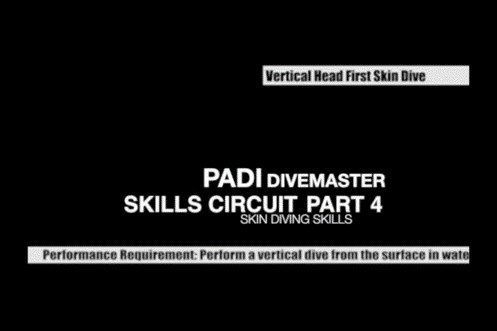 Vertical Head First Skin Dive
PADI DIVEMASTER
SKILLS CIRCUIT PART 4
SKIN DIVING SKILLS
Performance Requirement: Perform a vertical dive from the surface in wate